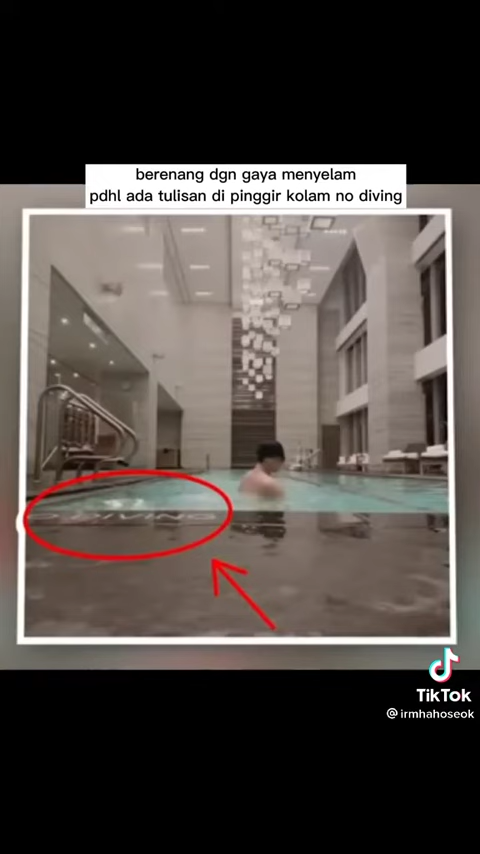 berenang dgn gaya menyelam
pdhl ada tulisan di pinggir kolam no diving
DIVING
TikTok
@irmhahoseok